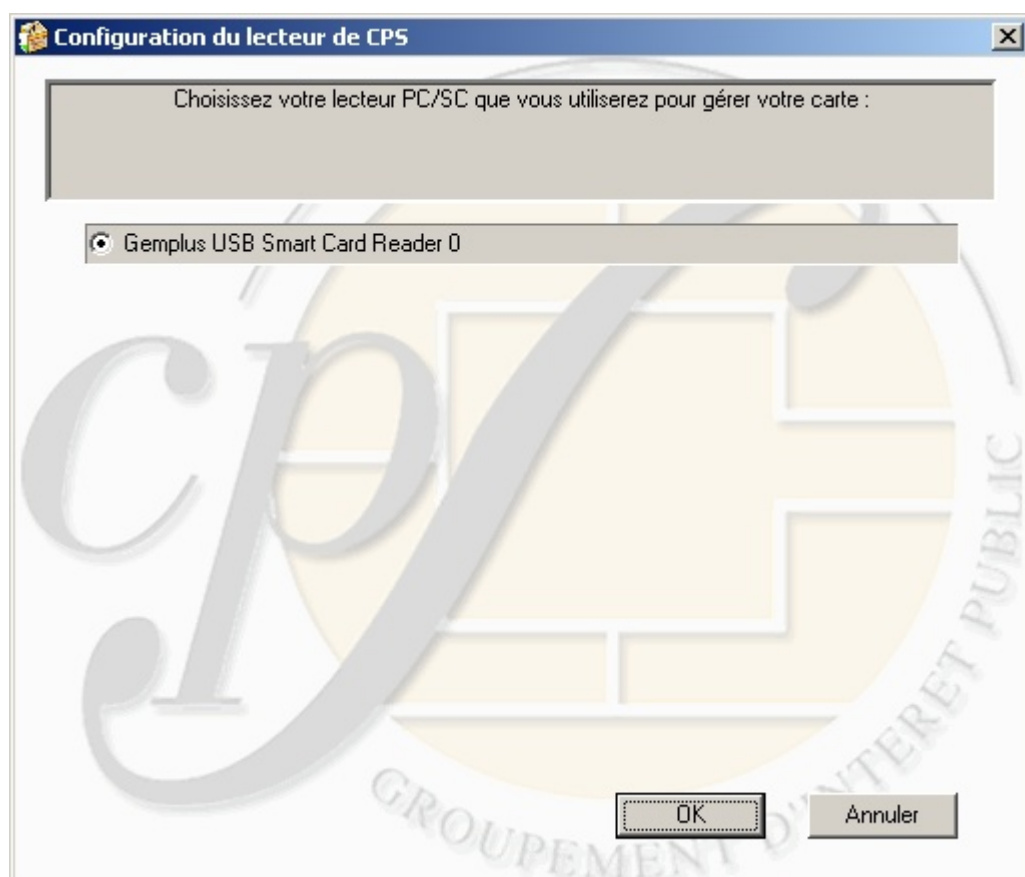 Configuration du lecteur de CPS
Choisissez votre lecteur PC/SC que vous utiliserez pour gérer votre carte :
Gemplus USB Smart Card Reader 0
cps
GROUPEMENT D'INTERET PUBLIC
OK
Annuler